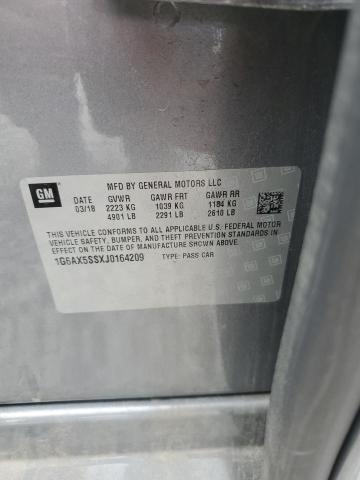 GM
MFD BY GENERAL MOTORS LLC
DATE GVWR GAWR FRT GAWR RR
03/18 2223 KG 1039 KG 1184 KG
4901 LB 2291 LB 2610 LB
THIS VEHICLE CONFORMS TO ALL APPLICABLE U.S. FEDERAL MOTOR
VEHICLE SAFETY, BUMPER, AND THEFT PREVENTION STANDARDS
IN EFFECT ON THE DATE OF MANUFACTURE SHOWN ABOVE.
1G6AX5SSXJ0164209 TYPE: PASS CAR